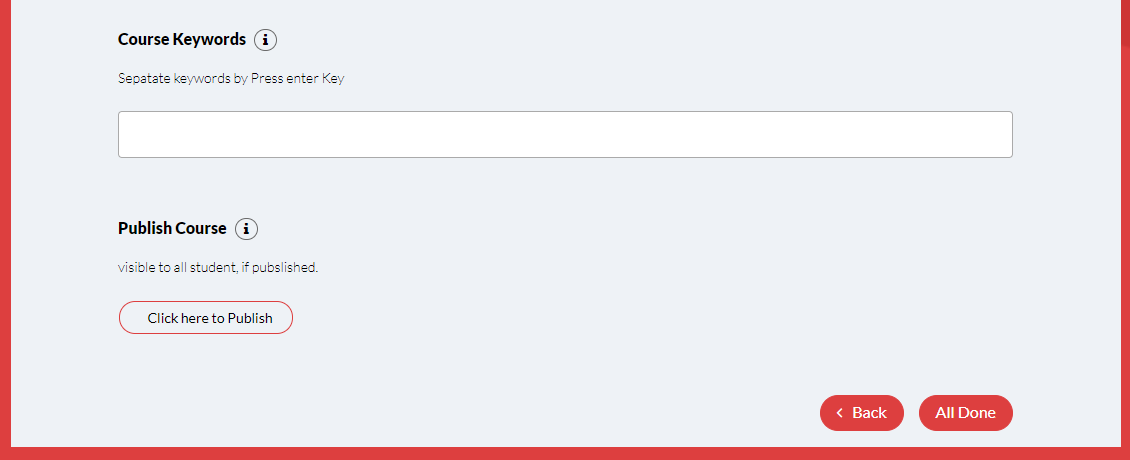 Course Keywords
Sepatate keywords by Press enter Key
Publish Course
visible to all student, if pubslished.
Click here to Publish
Back
All Done